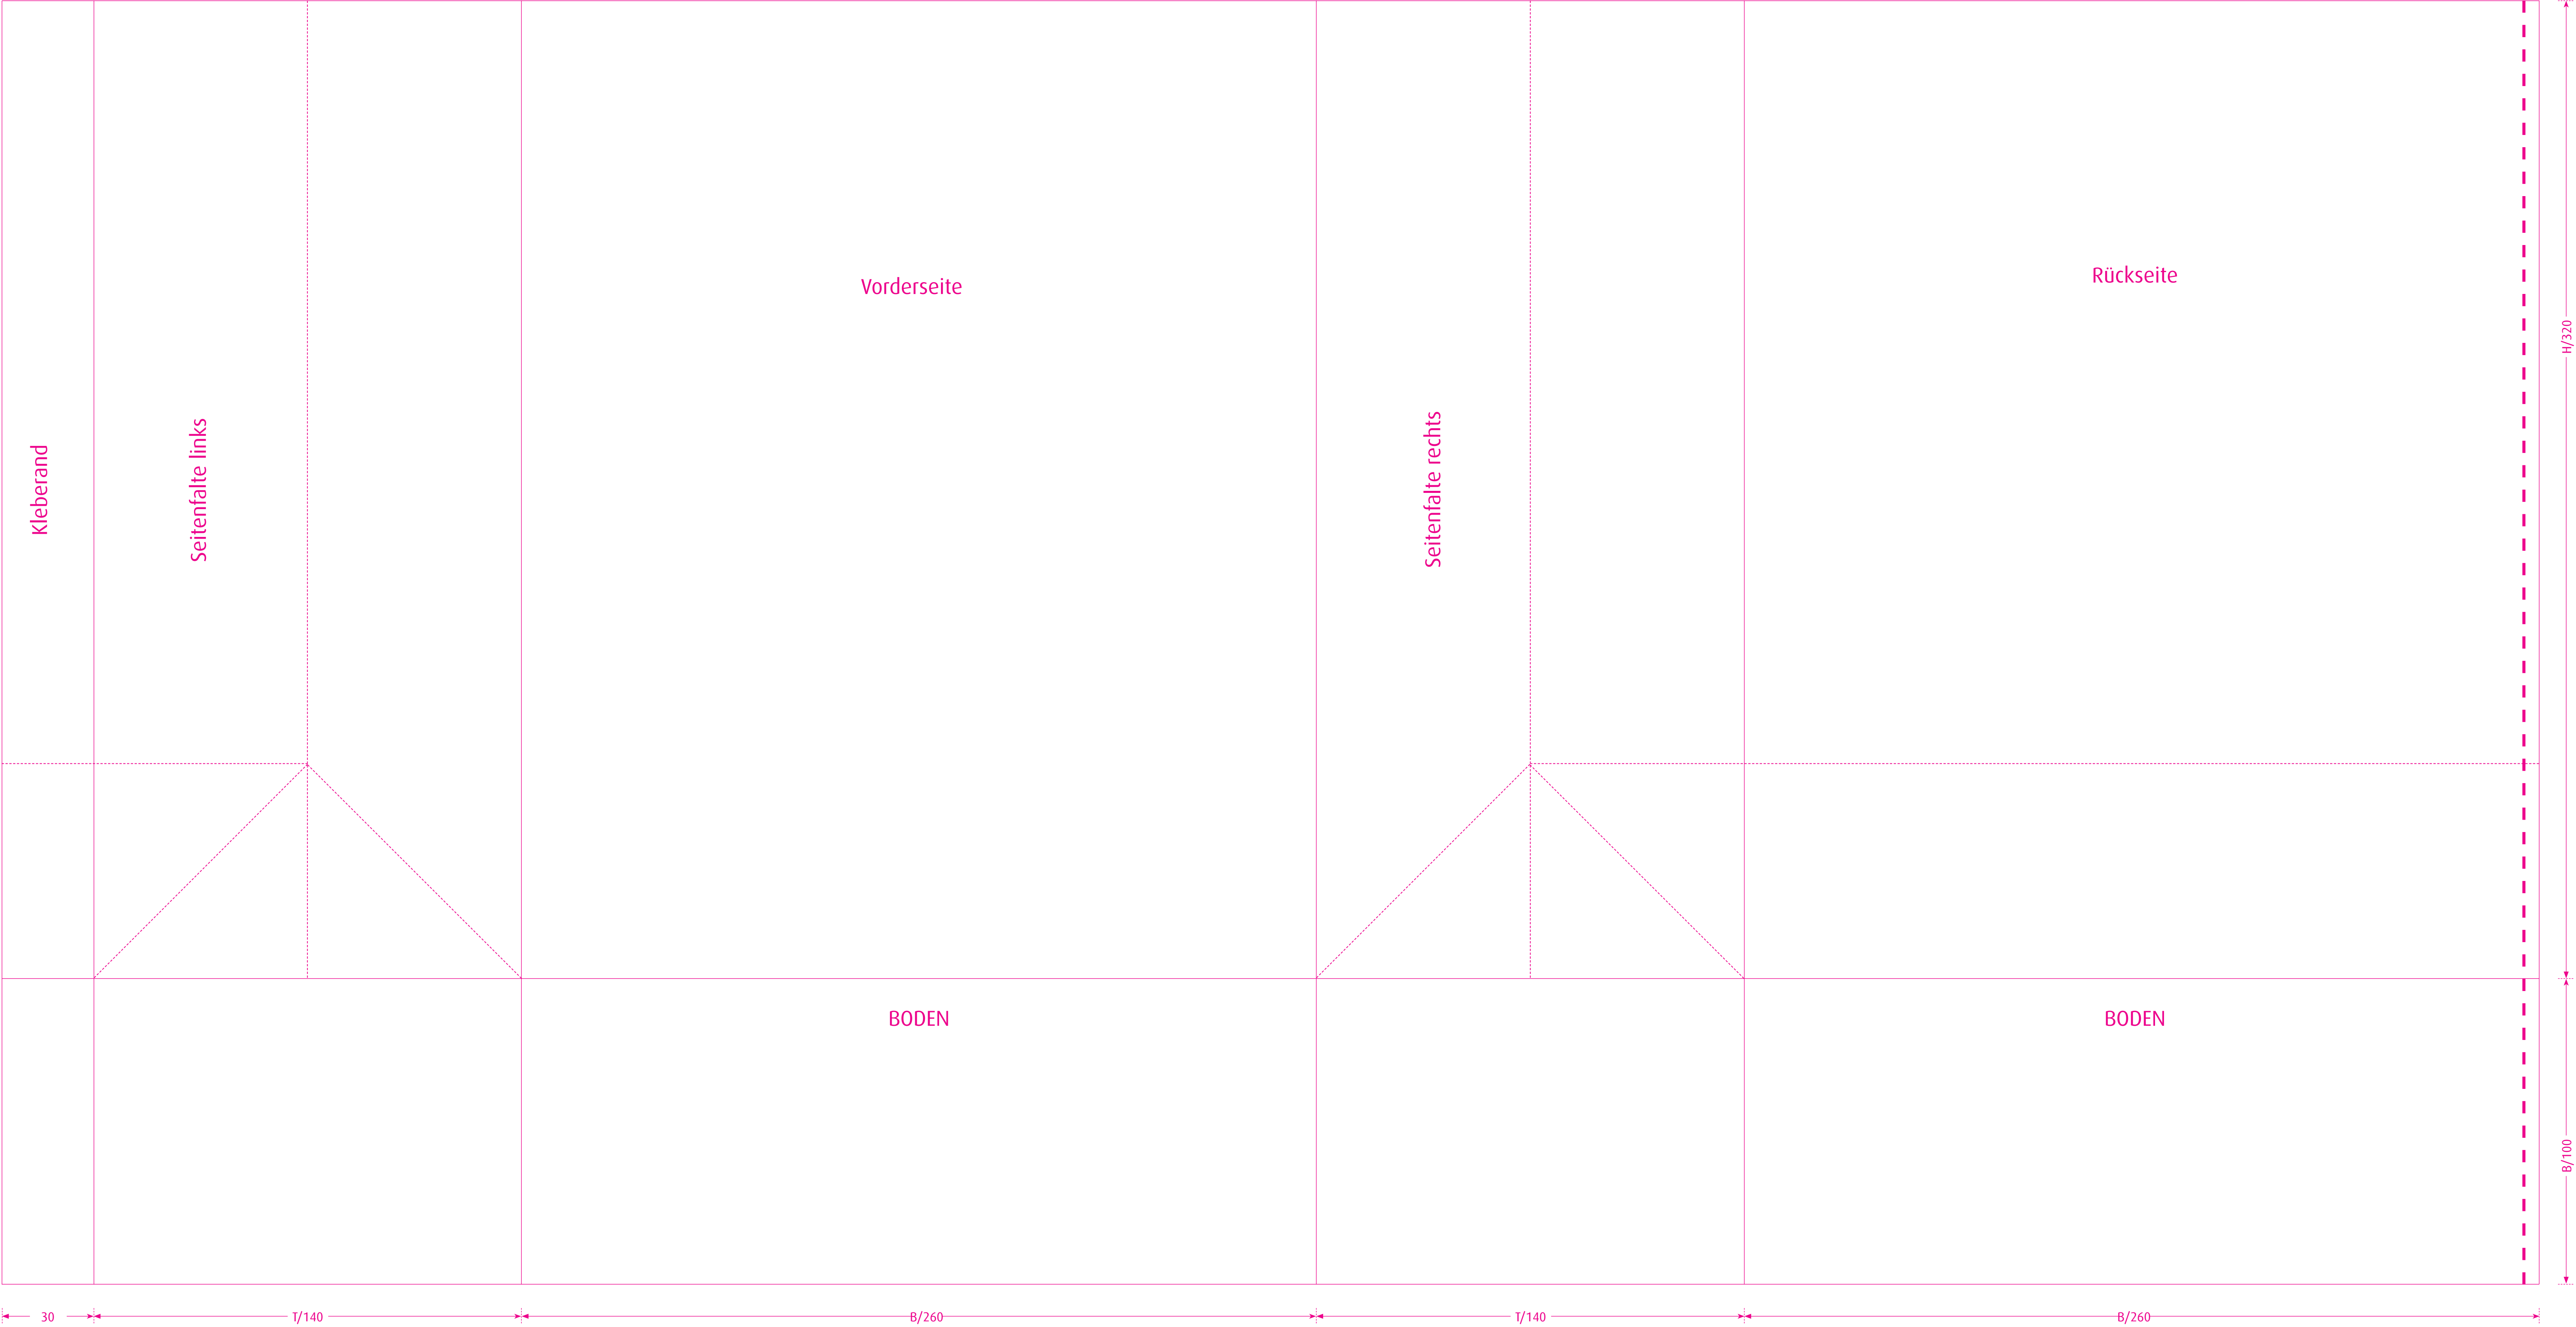 Kleberand
Seitenfalte links
Vorderseite
Seitenfalte rechts
Rückseite
H/320
BODEN
BODEN
B/100
30
T/140
B/260
T/140
B/260